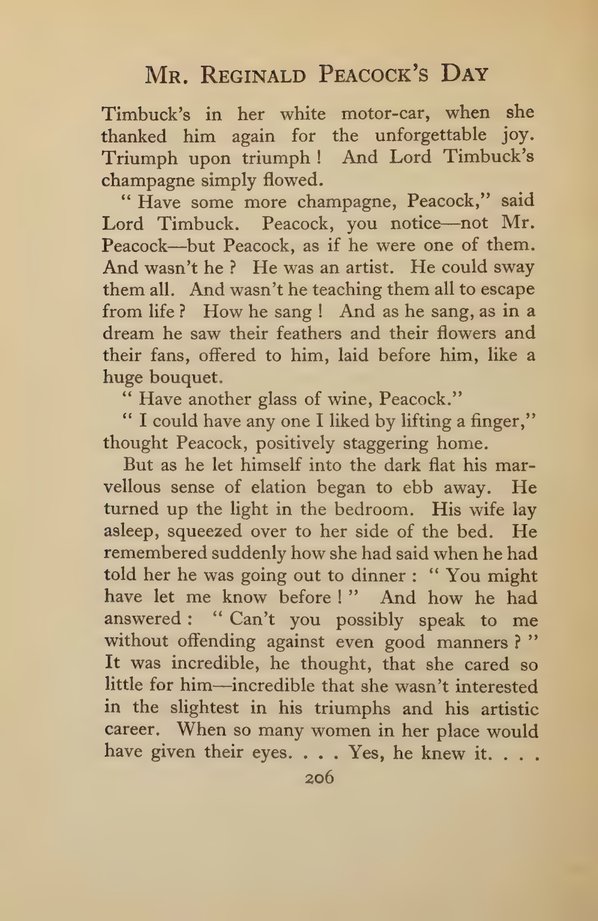 Mr. Reginald Peacock's Day
Timbuck's in her white motor-car, when she
thanked him again for the unforgettable joy.
Triumph upon triumph ! And Lord Timbuck's
champagne simply flowed.
“ Have some more champagne, Peacock,” said
Lord Timbuck. Peacock, you notice—not Mr.
Peacock—but Peacock, as if he were one of them.
And wasn't he ? He was an artist. He could sway
them all. And wasn't he teaching them all to escape
from life ? How he sang ! And as he sang, as in a
dream he saw their feathers and their flowers and
their fans, offered to him, laid before him, like a
huge bouquet.
“ Have another glass of wine, Peacock.”
“ I could have any one I liked by lifting a finger,”
thought Peacock, positively staggering home.
But as he let himself into the dark flat his mar-
vellous sense of elation began to ebb away. He
turned up the light in the bedroom. His wife lay
asleep, squeezed over to her side of the bed. He
remembered suddenly how she had said when he had
told her he was going out to dinner : “ You might
have let me know before ! ” And how he had
answered : “ Can't you possibly speak to me
without offending against even good manners ? ”
It was incredible, he thought, that she cared so
little for him—incredible that she wasn't interested
in the slightest in his triumphs and his artistic
career. When so many women in her place would
have given their eyes. . . . Yes, he knew it. . . .
206